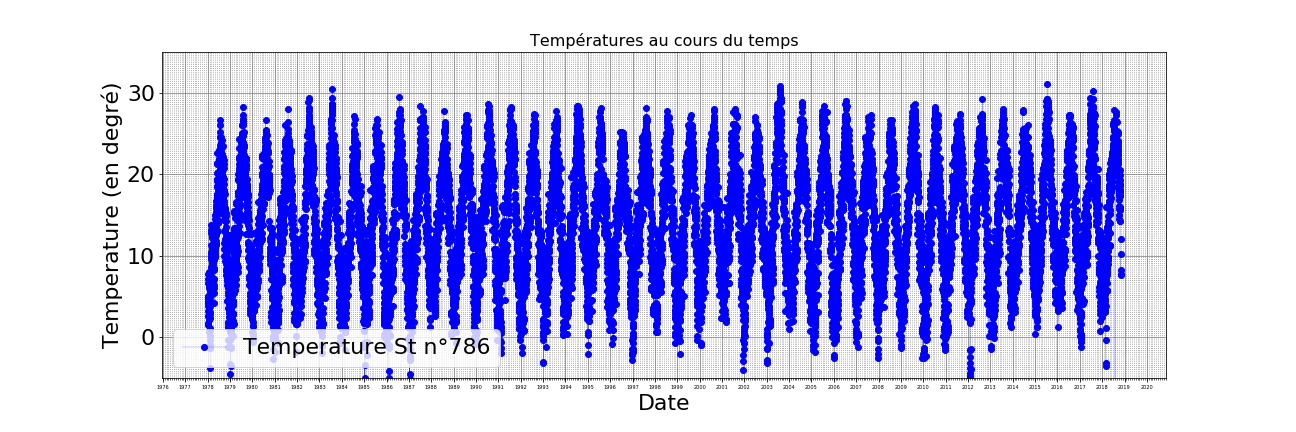 Températures au cours du temps
Temperature (en degré)
30
20
10
0
Temperature St n°786
1976 1977 1978 1979 1980 1981 1982 1983 1984 1985 1986 1987 1988 1989 1990 1991 1992 1993 1994 1995 1996 1997 1998 1999 2000 2001 2002 2003 2004 2005 2006 2007 2008 2009 2010 2011 2012 2013 2014 2015 2016 2017 2018 2019 2020
Date